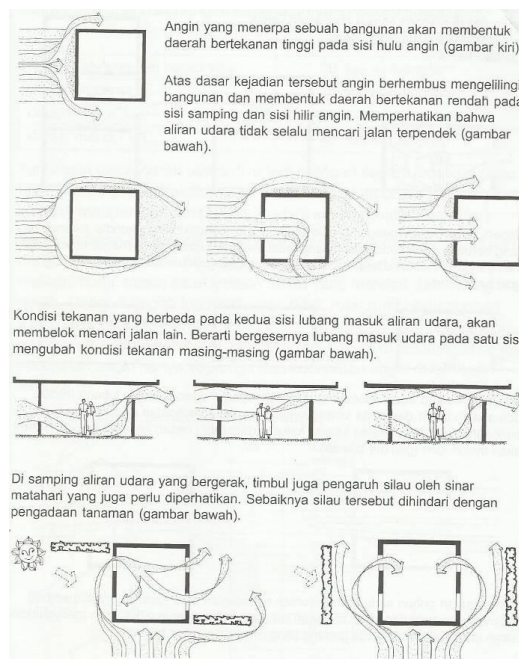 Angin yang menerpa sebuah bangunan akan membentuk
daerah bertekanan tinggi pada sisi hulu angin (gambar kiri)
Atas dasar kejadian tersebut angin berhembus mengeliling
bangunan dan membentuk daerah bertekanan rendah pada
sisi samping dan sisi hilir angin. Memperhatikan bahwa
aliran udara tidak selalu mencari jalan terpendek (gambar
bawah).
Kondisi tekanan yang berbeda pada kedua sisi lubang masuk aliran udara, akan
membelok mencari jalan lain. Berarti bergesernya lubang masuk udara pada satu sis
mengubah kondisi tekanan masing-masing (gambar bawah).
Di samping aliran udara yang bergerak, timbul juga pengaruh silau oleh sinar
matahari yang juga perlu diperhatikan. Sebaiknya silau tersebut dihindari dengan
pengadaan tanaman (gambar bawah).